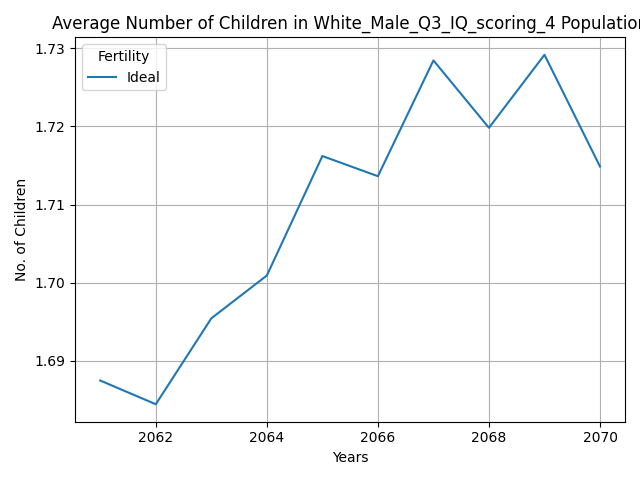 Average Number of Children in White_Male_Q3_IQ_scoring_4 Population
Fertility
Ideal
1.73
1.72
1.71
1.70
1.69
No. of Children
2062 2064 2066 2068 2070
Years